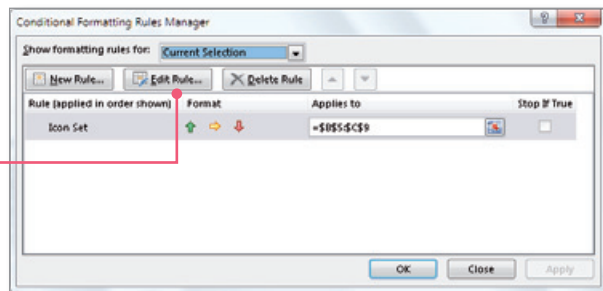 Conditional Formatting Rules Manager
Show formatting rules for: Current Selection
New Rule... Edit Rule... Delete Rule
Rule (applied in order shown) Format Applies to Stop If True
Icon Set =$B$5:$C$9
OK Close Apply